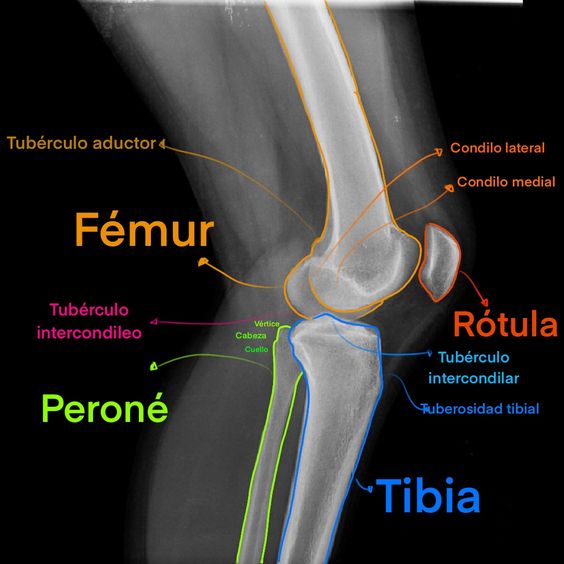 Tubérculo aductor
Condilo lateral
Condilo medial
Fémur
Tubérculo
intercondileo
Vértice
Cabeza
Cuello
Rótula
Tubérculo
intercondilar
Peroné
Tuberosidad tibial
Tibia